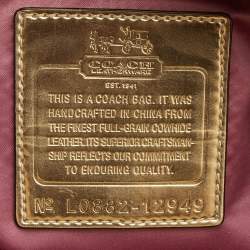 COACH
LEATHERWARE
EST. 1941
THIS IS A COACH BAG. IT WAS
HANDCRAFTED IN CHINA FROM
THE FINEST FULL-GRAIN COWHIDE
LEATHER. ITS SUPERIOR CRAFTSMAN-
SHIP REFLECTS OUR COMMITMENT
TO ENDURING QUALITY.
No L0882-12949